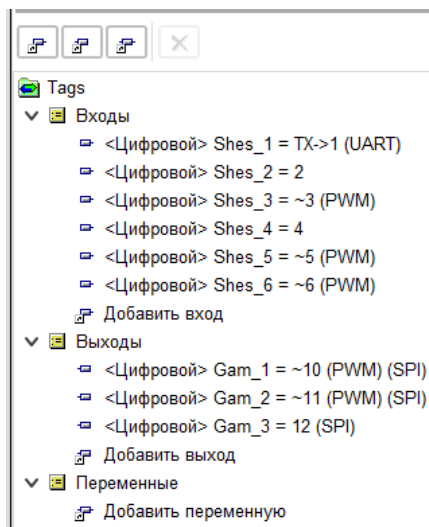 Tags
Входы
<Цифровой> Shes_1 = TX->1 (UART)
<Цифровой> Shes_2 = 2
<Цифровой> Shes_3 = ~3 (PWM)
<Цифровой> Shes_4 = 4
<Цифровой> Shes_5 = ~5 (PWM)
<Цифровой> Shes_6 = ~6 (PWM)
Добавить вход
Выходы
<Цифровой> Gam_1 = ~10 (PWM) (SPI)
<Цифровой> Gam_2 = ~11 (PWM) (SPI)
<Цифровой> Gam_3 = 12 (SPI)
Добавить выход
Переменные
Добавить переменную